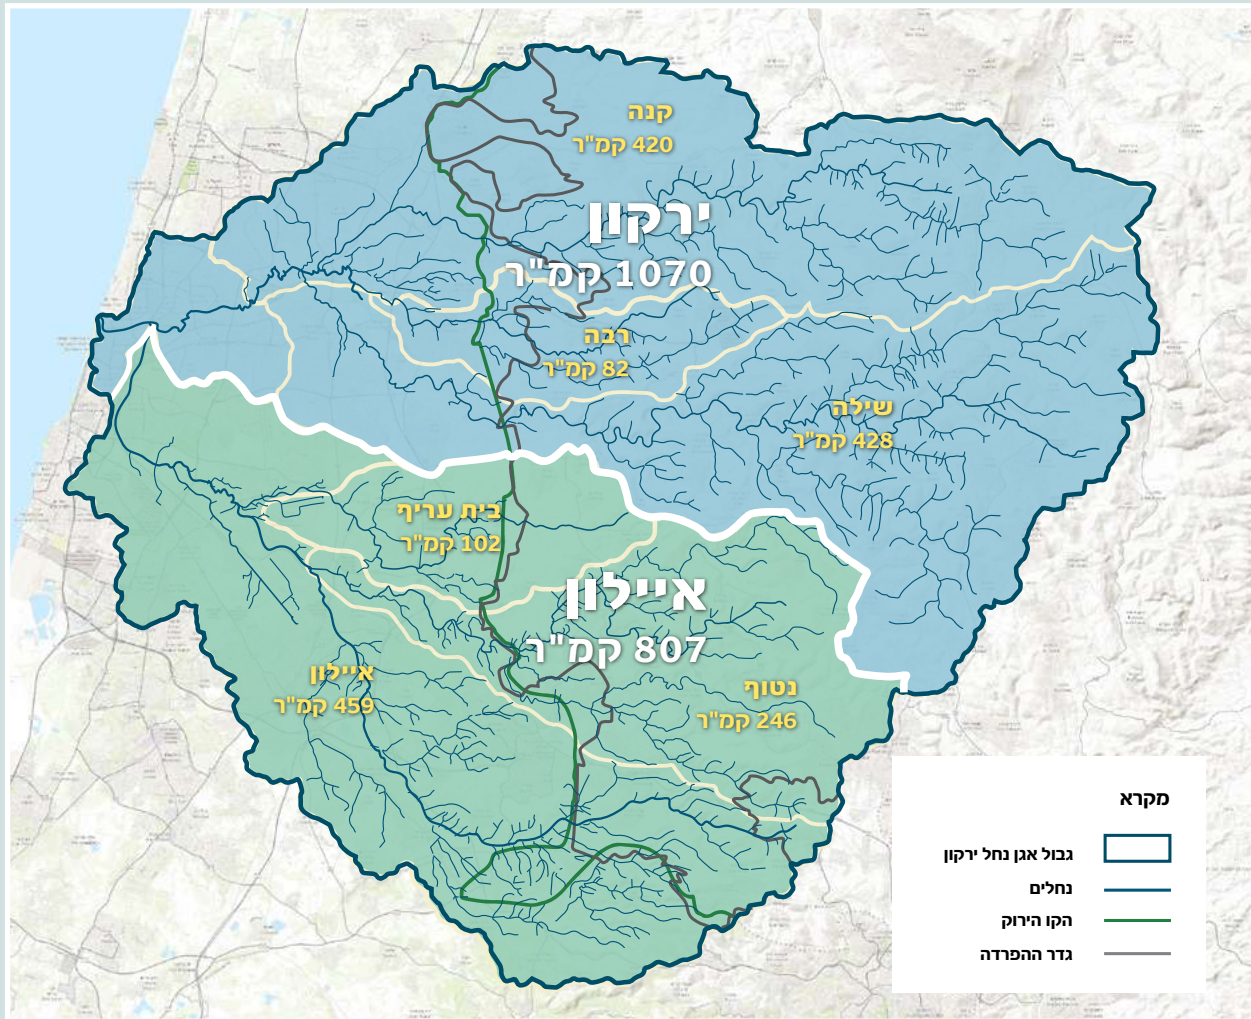 קנה
420 קמ"ר
ירקון
1070 קמ"ר
רבה
82 קמ"ר
שילה
428 קמ"ר
בית עריף
102 קמ"ר
איילון
807 קמ"ר
איילון
459 קמ"ר
נטוף
246 קמ"ר
מקרא
גבול אגן נחל ירקון
נחלים
הקו הירוק
גדר ההפרדה